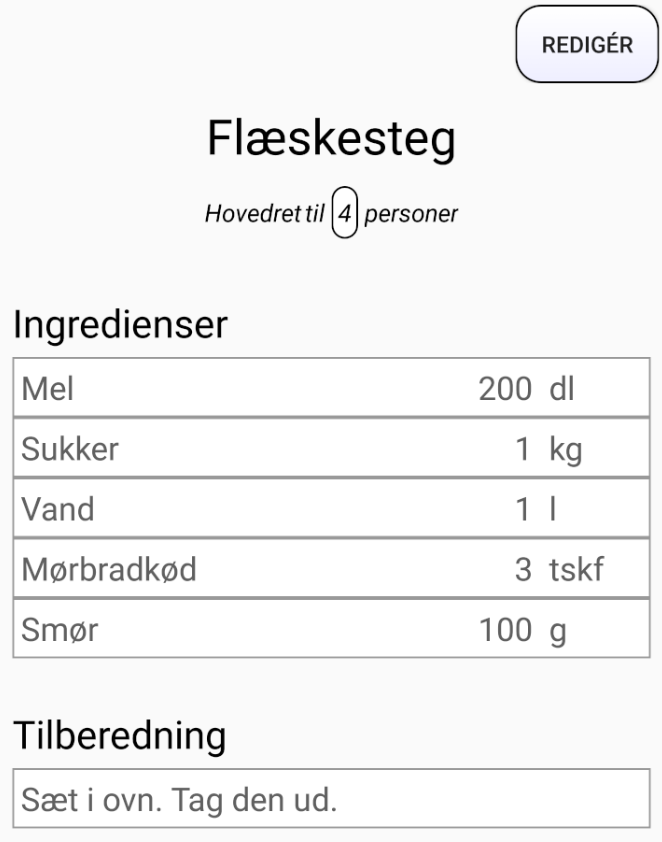 REDIGÉR
Flæskesteg
Hovedret til 4 personer
Ingredienser
Mel 200 dl
Sukker 1 kg
Vand 1 l
Mørbradkød 3 tskf
Smør 100 g
Tilberedning
Sæt i ovn. Tag den ud.